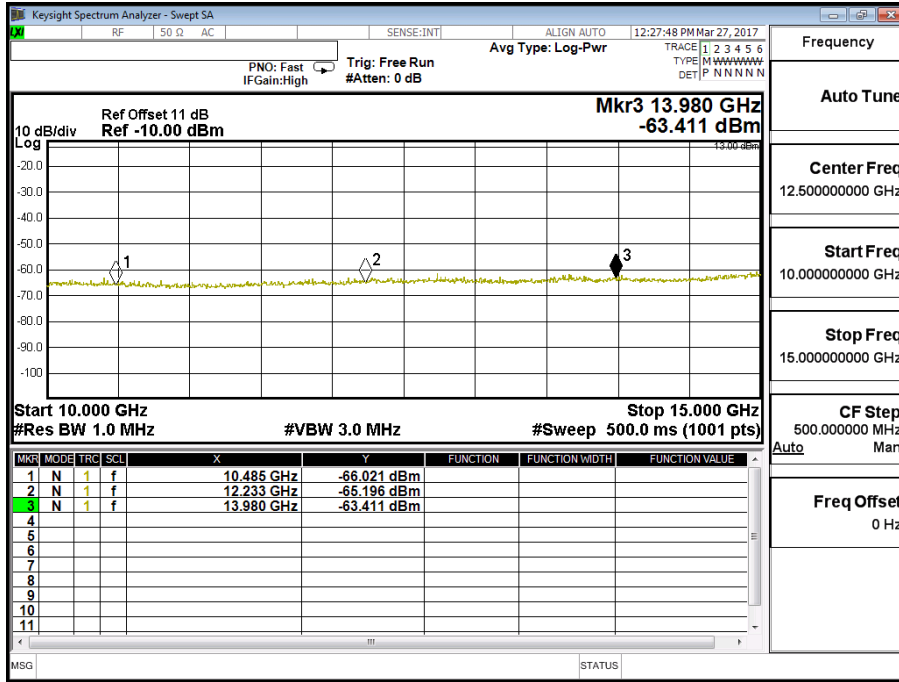 Keysight Spectrum Analyzer - Swept SA
LXI RF 50 Ω AC SENSE:INT ALIGN AUTO 12:27:48 PM Mar 27, 2017
PNO: Fast
IFGain:High
Trig: Free Run
#Atten: 0 dB
Avg Type: Log-Pwr
TRACE 1 2 3 4 5 6
TYPE M WWWWW
DET P N N N N N
Ref Offset 11 dB
10 dB/div Ref -10.00 dBm
Log
Mkr3 13.980 GHz
-63.411 dBm
13.00 dBm
-20.0
-30.0
-40.0
-50.0
-60.0
-70.0
-80.0
-90.0
-100
1
2
3
Start 10.000 GHz Stop 15.000 GHz
#Res BW 1.0 MHz #VBW 3.0 MHz #Sweep 500.0 ms (1001 pts)
MKR MODE TRC SCL X Y FUNCTION FUNCTION WIDTH FUNCTION VALUE
1 N 1 f 10.485 GHz -66.021 dBm
2 N 1 f 12.233 GHz -65.196 dBm
3 N 1 f 13.980 GHz -63.411 dBm
4
5
6
7
8
9
10
11
MSG STATUS
Frequency
Auto Tune
Center Freq
12.500000000 GHz
Start Freq
10.000000000 GHz
Stop Freq
15.000000000 GHz
CF Step
500.000000 MHz
Auto Man
Freq Offset
0 Hz